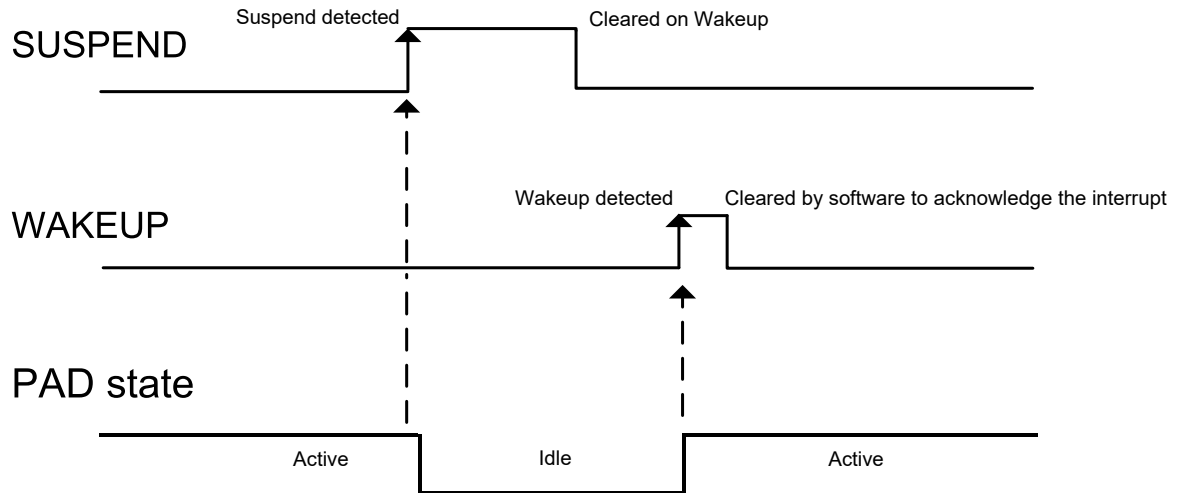 Suspend detected
Cleared on Wakeup
SUSPEND
Wakeup detected
Cleared by software to acknowledge the interrupt
WAKEUP
PAD state
Active
Idle
Active